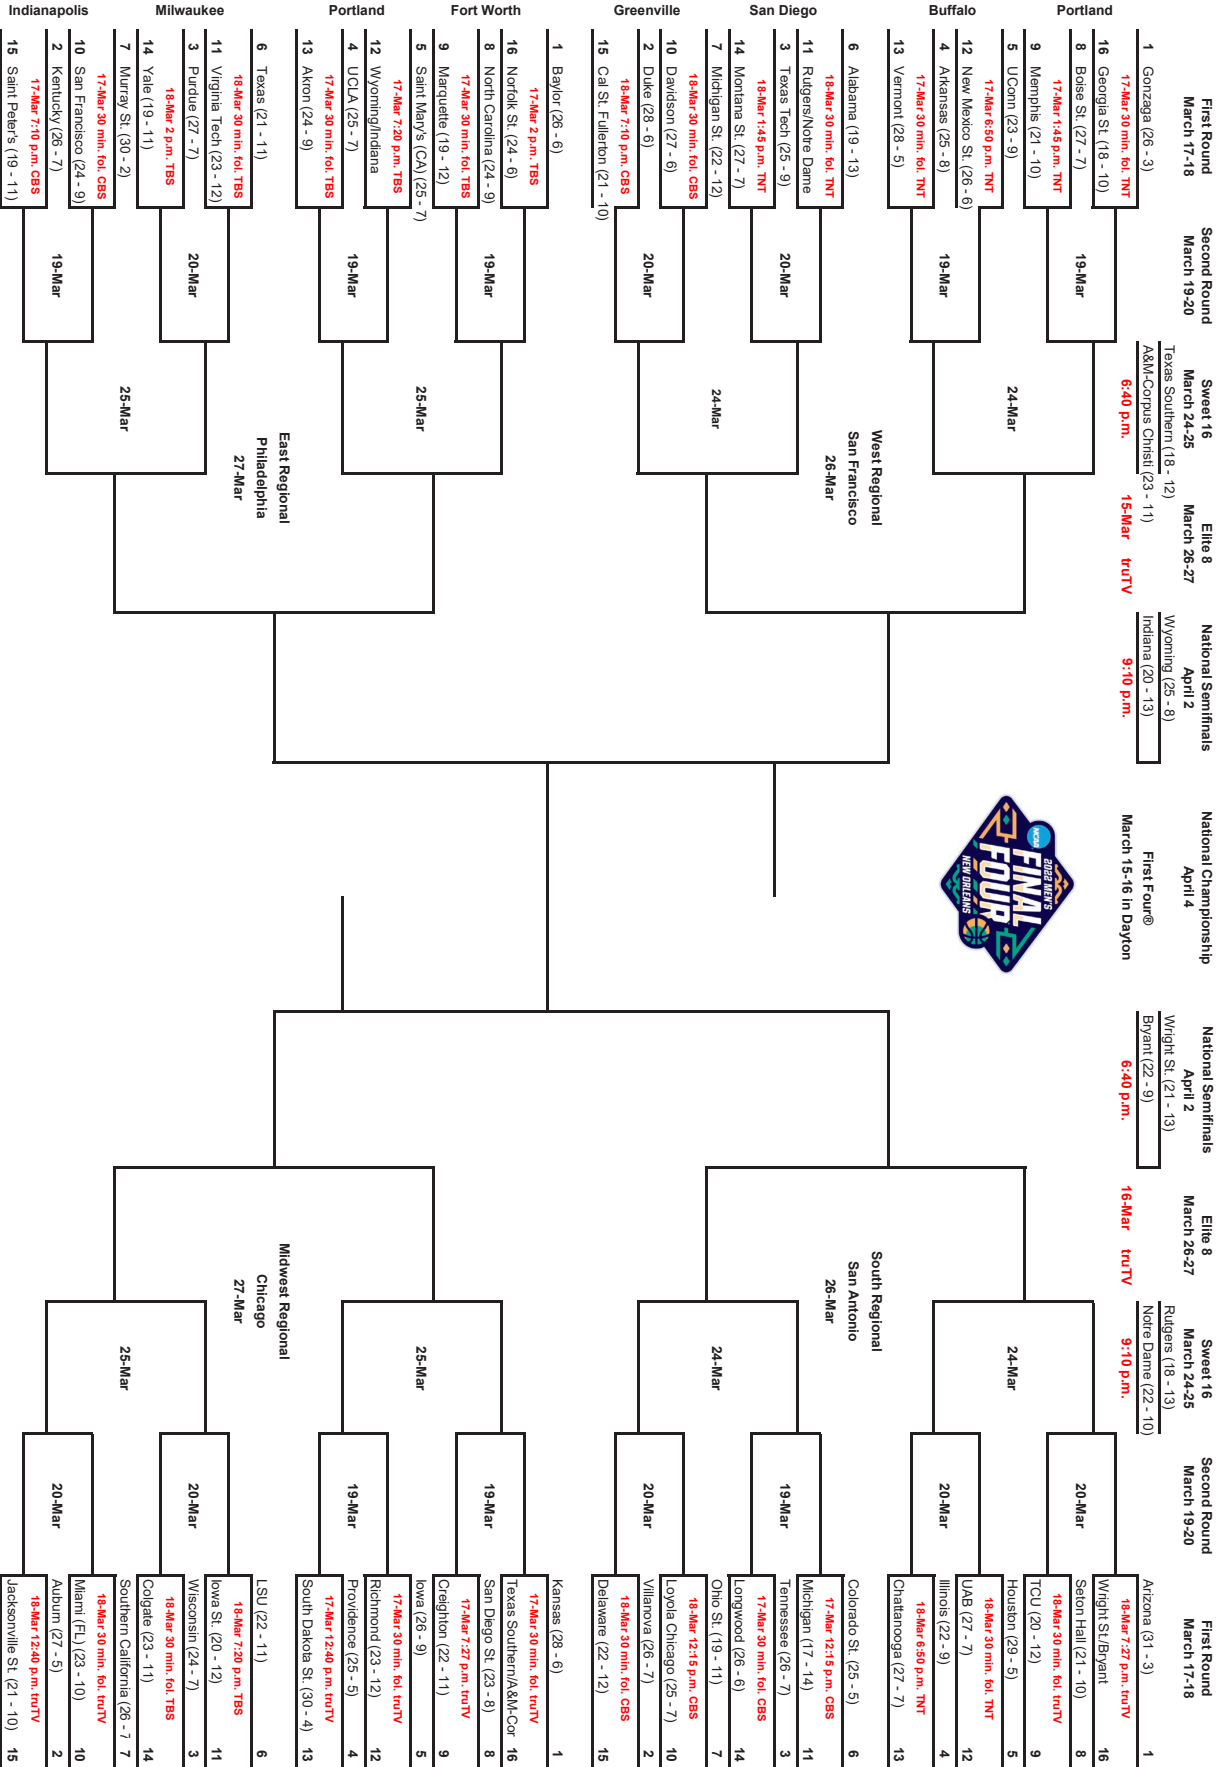 First Round
March 17-18
Second Round
March 19-20
Sweet 16
March 24-25
Elite 8
March 26-27
National Semifinals
April 2
National Championship
April 4
National Semifinals
April 2
Elite 8
March 26-27
Sweet 16
March 24-25
Second Round
March 19-20
First Round
March 17-18
Texas Southern (18 - 12)
A&M-Corpus Christi (23 - 11)
6:40 p.m.
15-Mar truTV
Wyoming (25 - 8)
Indiana (20 - 13)
9:10 p.m.
First Four®
March 15-16 in Dayton
Wright St. (21 - 13)
Bryant (22 - 9)
6:40 p.m.
16-Mar truTV
Rutgers (18 - 13)
Notre Dame (22 - 10)
9:10 p.m.
NCAA
2022 MEN'S
FINAL
FOUR
NEW ORLEANS
Portland
1 Gonzaga (26 - 3)
17-Mar 30 min. fol. TNT
16 Georgia St. (18 - 10)
8 Boise St. (27 - 7)
17-Mar 1:45 p.m. TNT
9 Memphis (21 - 10)
19-Mar
Buffalo
5 UConn (23 - 9)
17-Mar 6:50 p.m. TNT
12 New Mexico St. (26 - 6)
4 Arkansas (25 - 8)
17-Mar 30 min. fol. TNT
13 Vermont (28 - 5)
19-Mar
24-Mar
San Diego
6 Alabama (19 - 13)
18-Mar 30 min. fol. TNT
11 Rutgers/Notre Dame
3 Texas Tech (25 - 9)
18-Mar 1:45 p.m. TNT
14 Montana St. (27 - 7)
20-Mar
Greenville
7 Michigan St. (22 - 12)
18-Mar 30 min. fol. CBS
10 Davidson (27 - 6)
2 Duke (28 - 6)
18-Mar 7:10 p.m. CBS
15 Cal St. Fullerton (21 - 10)
20-Mar
24-Mar
West Regional
San Francisco
26-Mar
Fort Worth
1 Baylor (26 - 6)
17-Mar 2 p.m. TBS
16 Norfolk St. (24 - 6)
8 North Carolina (24 - 9)
17-Mar 30 min. fol. TBS
9 Marquette (19 - 12)
19-Mar
Portland
5 Saint Mary's (CA) (25 - 7)
17-Mar 7:20 p.m. TBS
12 Wyoming/Indiana
4 UCLA (25 - 7)
17-Mar 30 min. fol. TBS
13 Akron (24 - 9)
19-Mar
25-Mar
Milwaukee
6 Texas (21 - 11)
18-Mar 30 min. fol. TBS
11 Virginia Tech (23 - 12)
3 Purdue (27 - 7)
18-Mar 2 p.m. TBS
14 Yale (19 - 11)
20-Mar
Indianapolis
7 Murray St. (30 - 2)
17-Mar 30 min. fol. CBS
10 San Francisco (24 - 9)
2 Kentucky (26 - 7)
17-Mar 7:10 p.m. CBS
15 Saint Peter's (19 - 11)
19-Mar
25-Mar
East Regional
Philadelphia
27-Mar
Arizona (31 - 3) 1
18-Mar 7:27 p.m. truTV
Wright St./Bryant 16
Seton Hall (21 - 10) 8
18-Mar 30 min. fol. truTV
TCU (20 - 12) 9
20-Mar
Houston (29 - 5) 5
18-Mar 30 min. fol. TNT
UAB (27 - 7) 12
Illinois (22 - 9) 4
18-Mar 6:50 p.m. TNT
Chattanooga (27 - 7) 13
20-Mar
24-Mar
Colorado St. (25 - 5) 6
17-Mar 12:15 p.m. CBS
Michigan (17 - 14) 11
Tennessee (26 - 7) 3
17-Mar 30 min. fol. CBS
Longwood (26 - 6) 14
19-Mar
Ohio St. (19 - 11) 7
18-Mar 12:15 p.m. CBS
Loyola Chicago (25 - 7) 10
Villanova (26 - 7) 2
18-Mar 30 min. fol. CBS
Delaware (22 - 12) 15
20-Mar
24-Mar
South Regional
San Antonio
26-Mar
Kansas (28 - 6) 1
17-Mar 30 min. fol. truTV
Texas Southern/A&M-Cor 16
San Diego St. (23 - 8) 8
17-Mar 7:27 p.m. truTV
Creighton (22 - 11) 9
19-Mar
Iowa (26 - 9) 5
17-Mar 30 min. fol. truTV
Richmond (23 - 12) 12
Providence (25 - 5) 4
17-Mar 12:40 p.m. truTV
South Dakota St. (30 - 4) 13
19-Mar
25-Mar
LSU (22 - 11) 6
18-Mar 7:20 p.m. TBS
Iowa St. (20 - 12) 11
Wisconsin (24 - 7) 3
18-Mar 30 min. fol. TBS
Colgate (23 - 11) 14
20-Mar
Southern California (26 - 7 7
18-Mar 30 min. fol. truTV
Miami (FL) (23 - 10) 10
Auburn (27 - 5) 2
18-Mar 12:40 p.m. truTV
Jacksonville St. (21 - 10) 15
20-Mar
25-Mar
Midwest Regional
Chicago
27-Mar